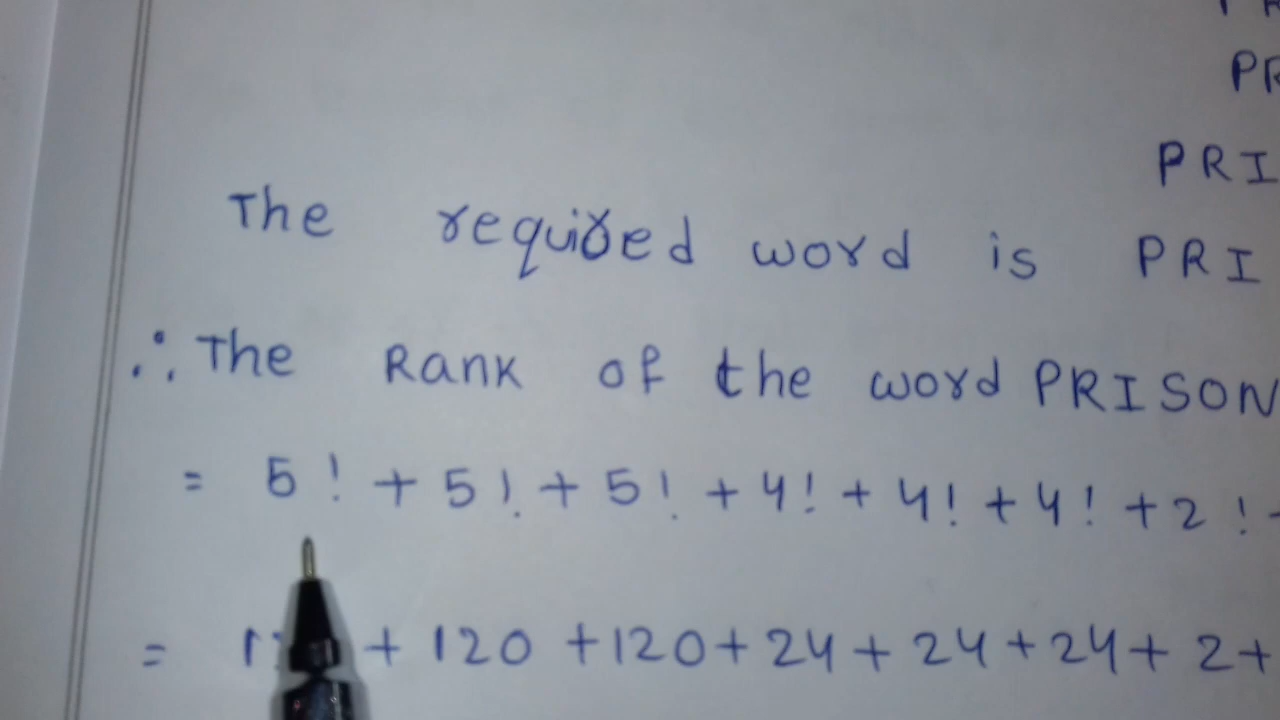 PR
PRI
The required word is PRI
∴ The Rank of the word PRISON
= 5! + 5! + 5! + 4! + 4! + 4! + 2! +
= + 120 + 120 + 24 + 24 + 24 + 2 +